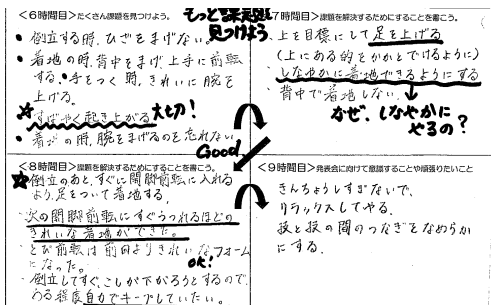 <6時間目>たくさん課題を見つけよう。
もっと課題を
見つけよう
・倒立する時、ひざをまげない。
・着地の時、背中をまげ、上手に前転
する。・手をつく時、きれいに腕を
上げる。
☆すばやく起き上がる 大切!
・着地の時、腕をまげるのを忘れない
Good
7時間目>課題を解決するためにすることを書こう。
上を目標にして足を上げる
(上にある的をかかとでけるように)
しなやかに着地できるようにする
背中で着地しない。
なぜ、しなやかに
やるの?
<8時間目>課題を解決するためにすることを書こう。
☆倒立のあと、すぐに開脚前転に入れる
よう、足をついて着地する。
次の開脚前転にすぐうつれるほどの
きれいな着地ができた。
とび前転は前回よりきれいなフォーム
になった。
OK!
・倒立してすぐ、こしが下がろうとするので、
ある程度自力でキープしていたい。
<9時間目>発表会に向けて意識することや頑張りたいこと
きんちょうしすぎないで、
リラックスしてやる。
技と技の間のつなぎをなめらか
にする。